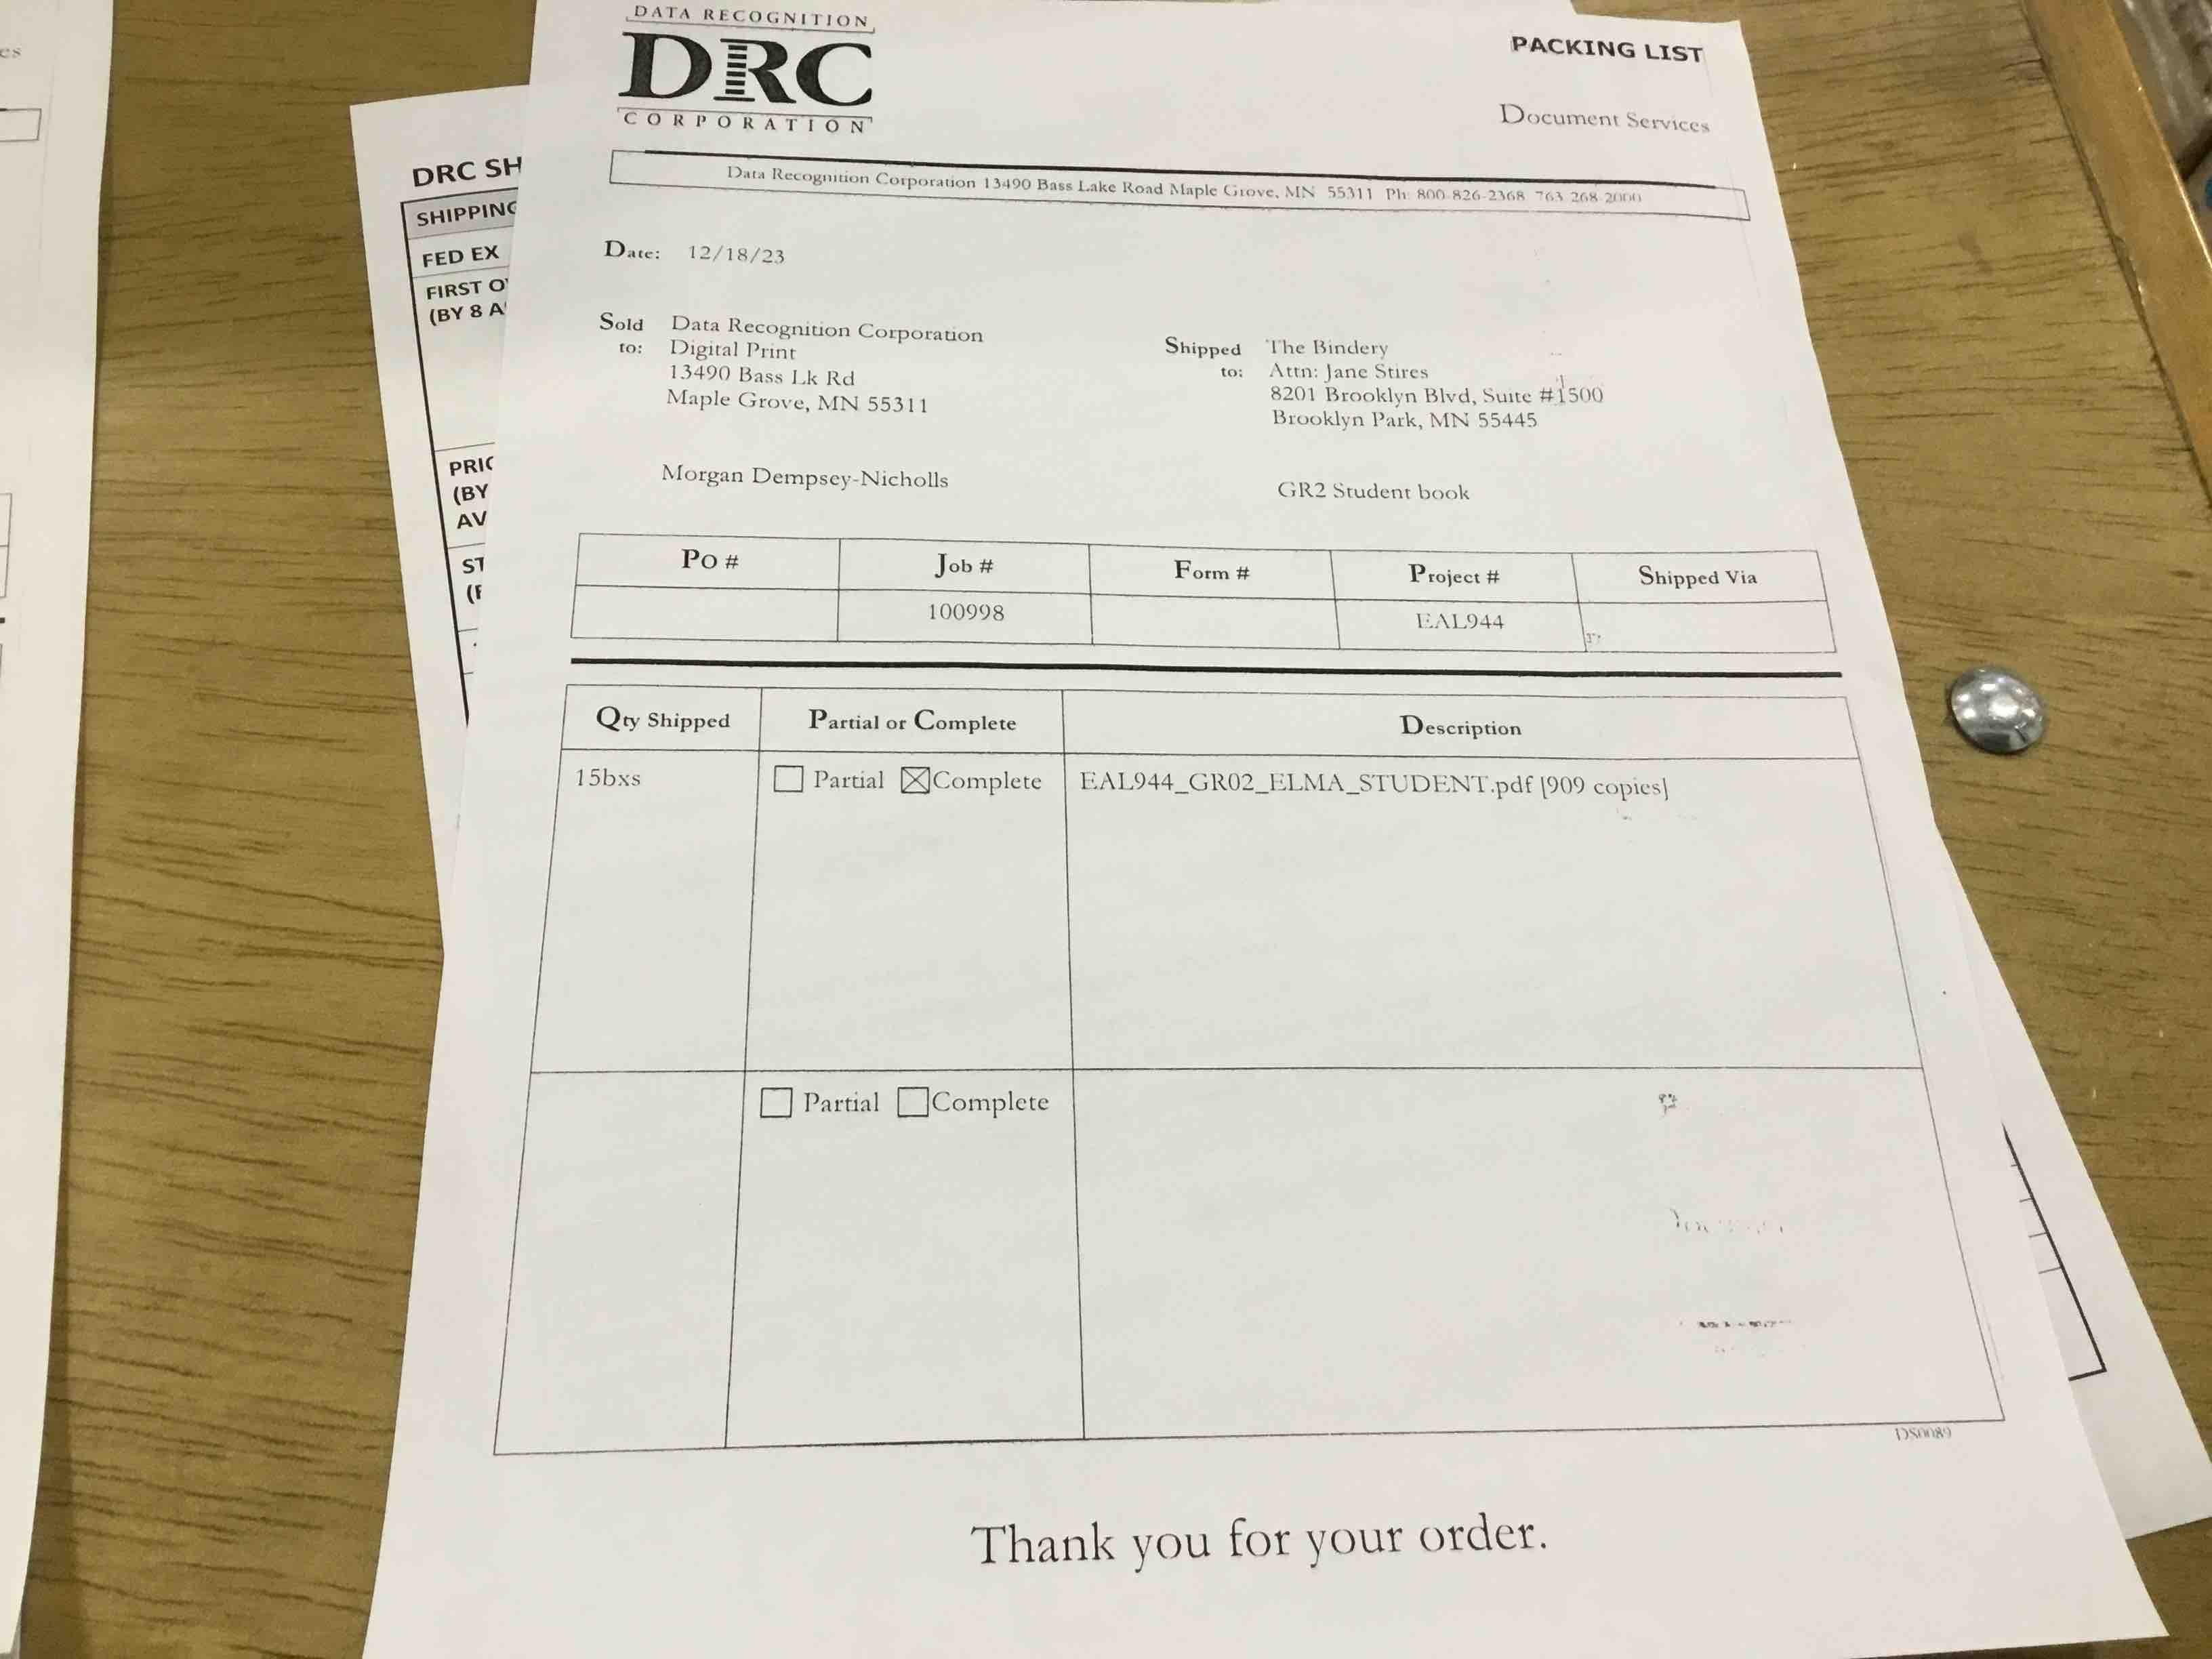 DATA RECOGNITION
DRC
CORPORATION
PACKING LIST
Document Services
Data Recognition Corporation 13490 Bass Lake Road Maple Grove, MN 55311 Ph: 800-826-2368 763-268-2000
Date: 12/18/23
Sold to: Data Recognition Corporation
Digital Print
13490 Bass Lk Rd
Maple Grove, MN 55311
Shipped to: The Bindery
Attn: Jane Stires
8201 Brooklyn Blvd, Suite #1500
Brooklyn Park, MN 55445
Morgan Dempsey-Nicholls
GR2 Student book
PO # Job # Form # Project # Shipped Via
100998 EAL944
Qty Shipped Partial or Complete Description
15bxs Partial Complete EAL944_GR02_ELMA_STUDENT.pdf [909 copies]
Partial Complete
DS0089
Thank you for your order.
DRC SH
SHIPPING
FED EX
FIRST O
(BY 8 A
(BY
AV
ST
es